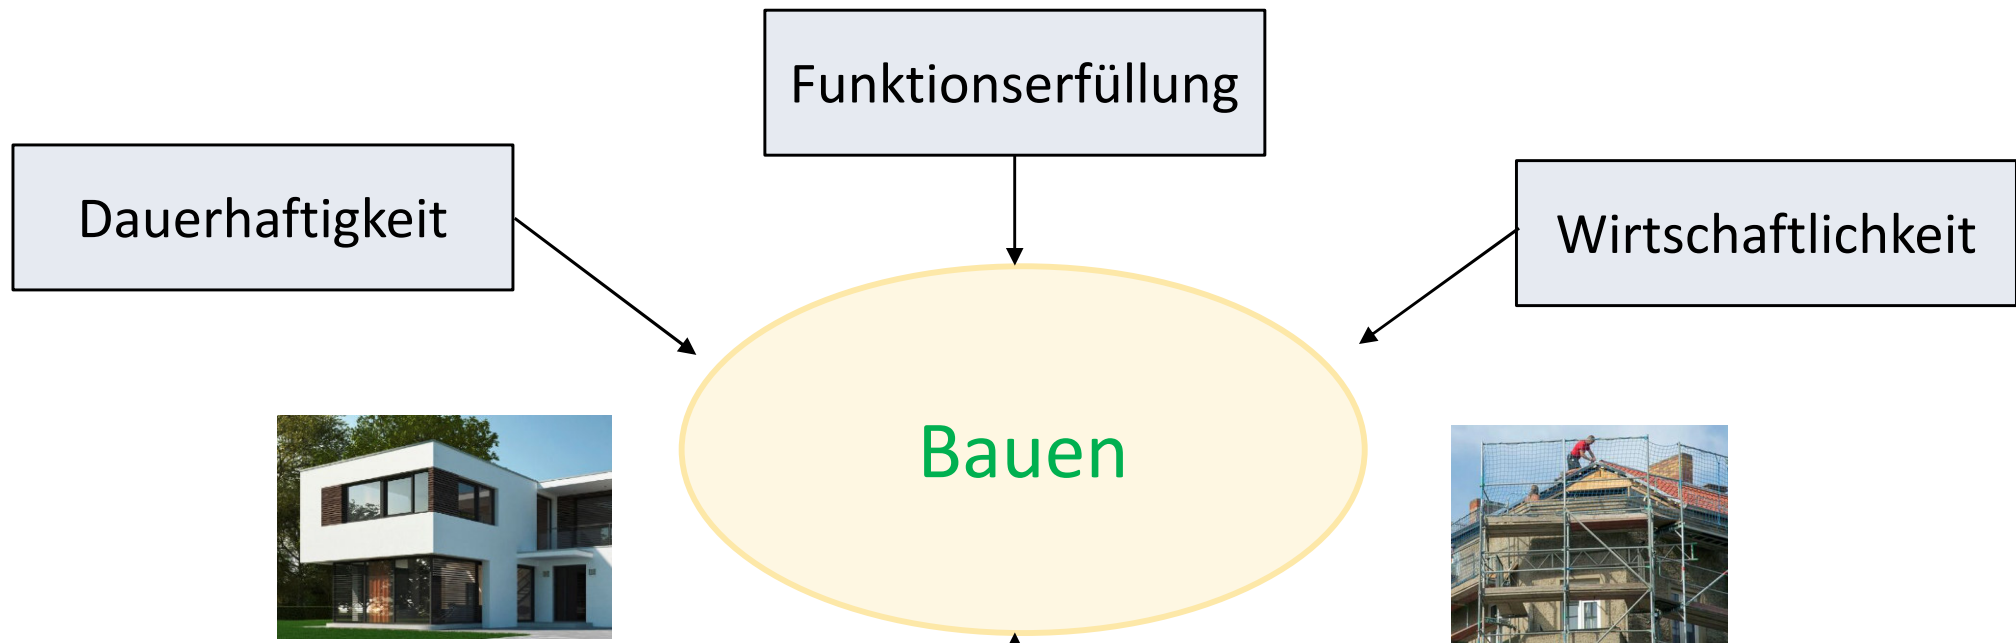 Funktionserfüllung
Dauerhaftigkeit
Wirtschaftlichkeit
Bauen